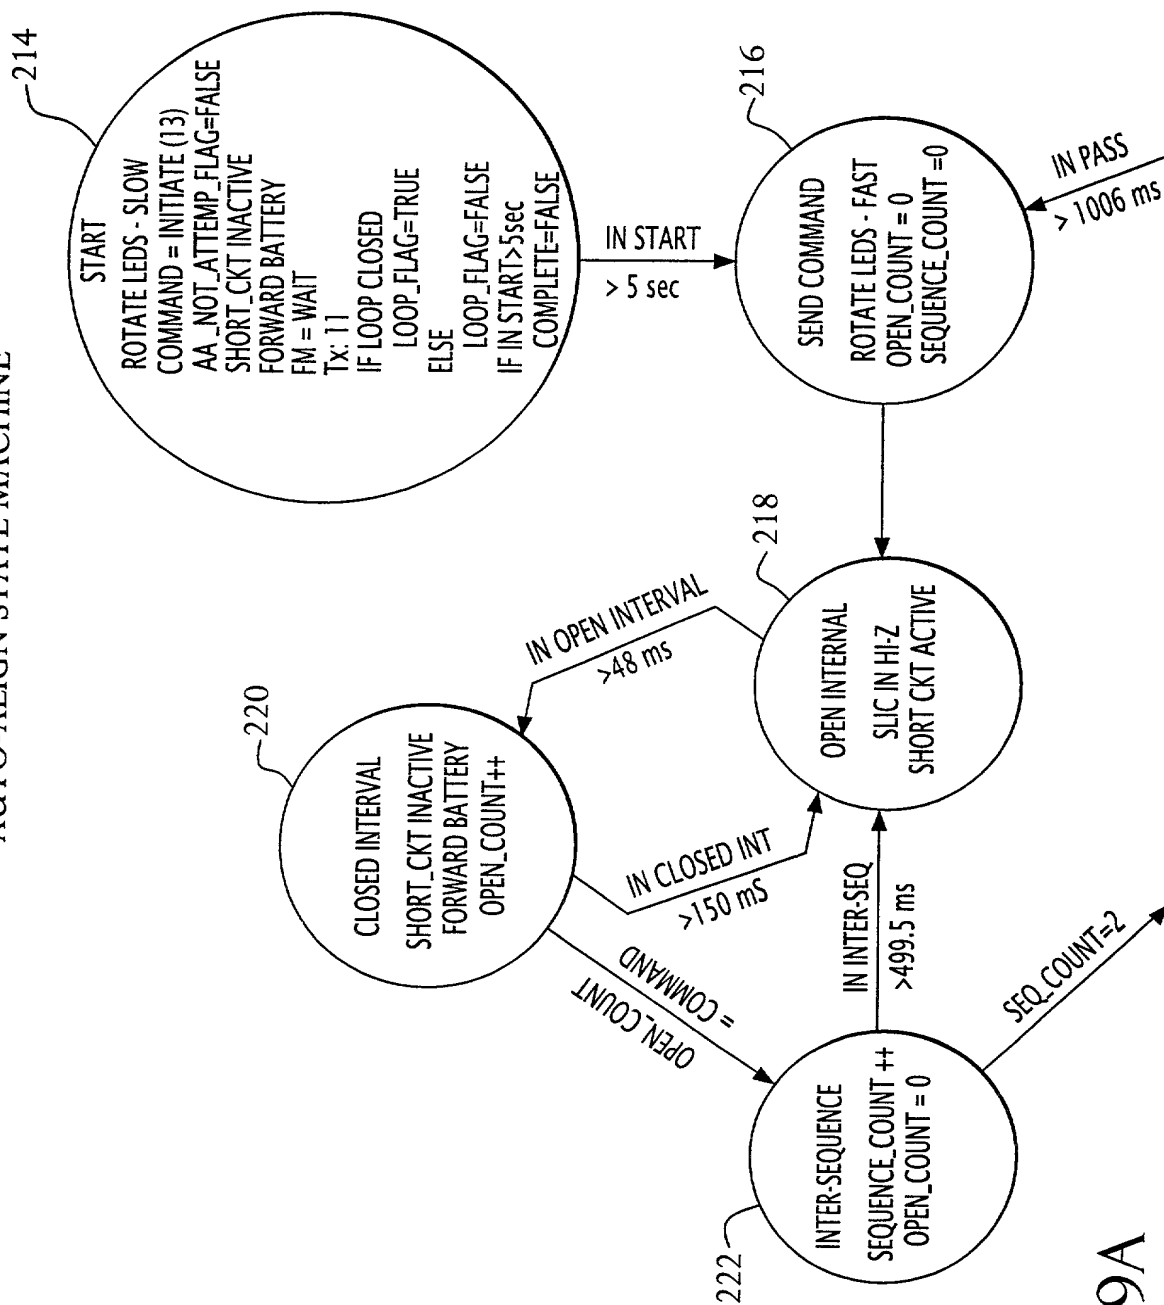 AUTO ALIGN STATE MACHINE
214
START
ROTATE LEDS - SLOW
COMMAND = INITIATE (13)
AA_NOT_ATTEMP_FLAG=FALSE
SHORT_CKT INACTIVE
FORWARD BATTERY
FM = WAIT
Tx: 11
IF LOOP CLOSED
LOOP_FLAG=TRUE
ELSE
LOOP_FLAG=FALSE
IF IN START>5sec
COMPLETE=FALSE
IN START
> 5 sec
216
SEND COMMAND
ROTATE LEDS - FAST
OPEN_COUNT = 0
SEQUENCE_COUNT =0
IN PASS
> 1006 ms
218
OPEN INTERNAL
SLIC IN HI-Z
SHORT CKT ACTIVE
IN OPEN INTERVAL
>48 ms
220
CLOSED INTERVAL
SHORT_CKT INACTIVE
FORWARD BATTERY
OPEN_COUNT++
IN CLOSED INT
>150 mS
OPEN_COUNT
= COMMAND
222
INTER-SEQUENCE
SEQUENCE_COUNT ++
OPEN_COUNT = 0
IN INTER-SEQ
>499.5 ms
SEQ_COUNT=2
9A